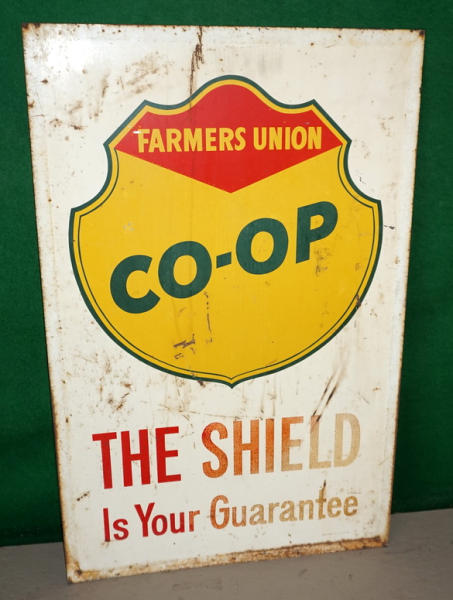 FARMERS UNION
CO-OP
THE SHIELD
Is Your Guarantee